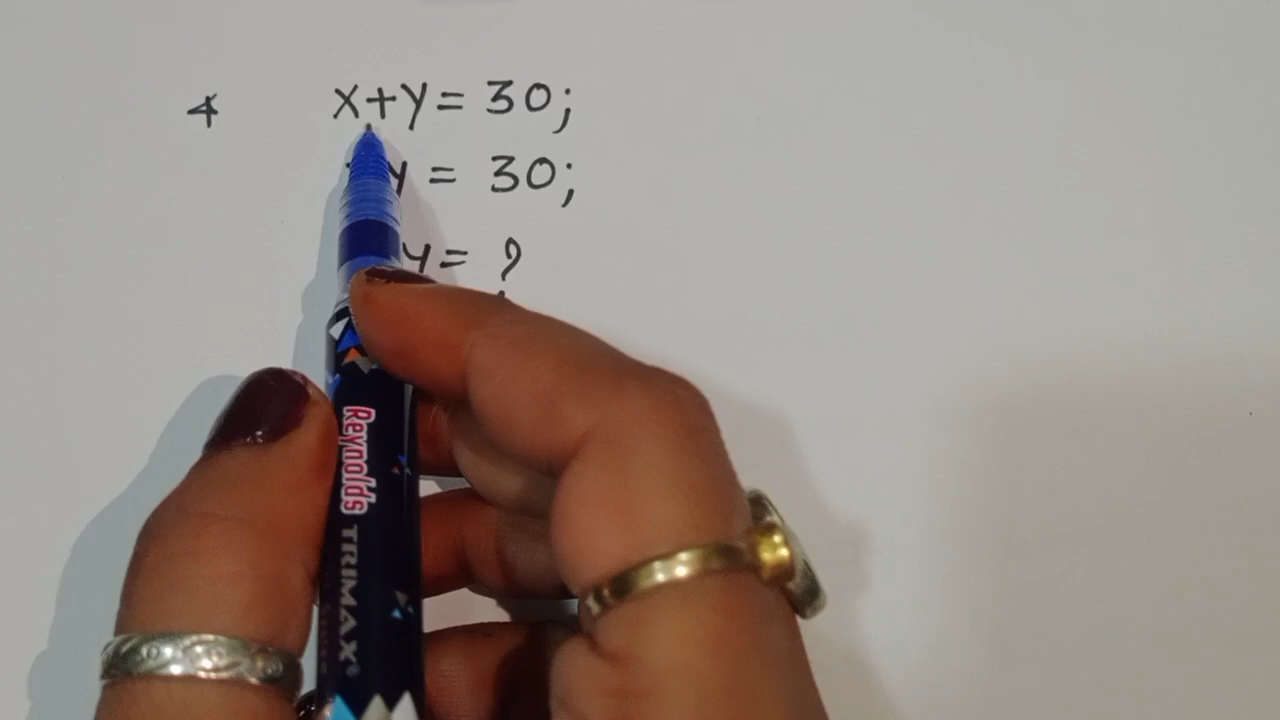 4 x+y = 30;
y = 30;
y = ?
Reynolds TRIMAX